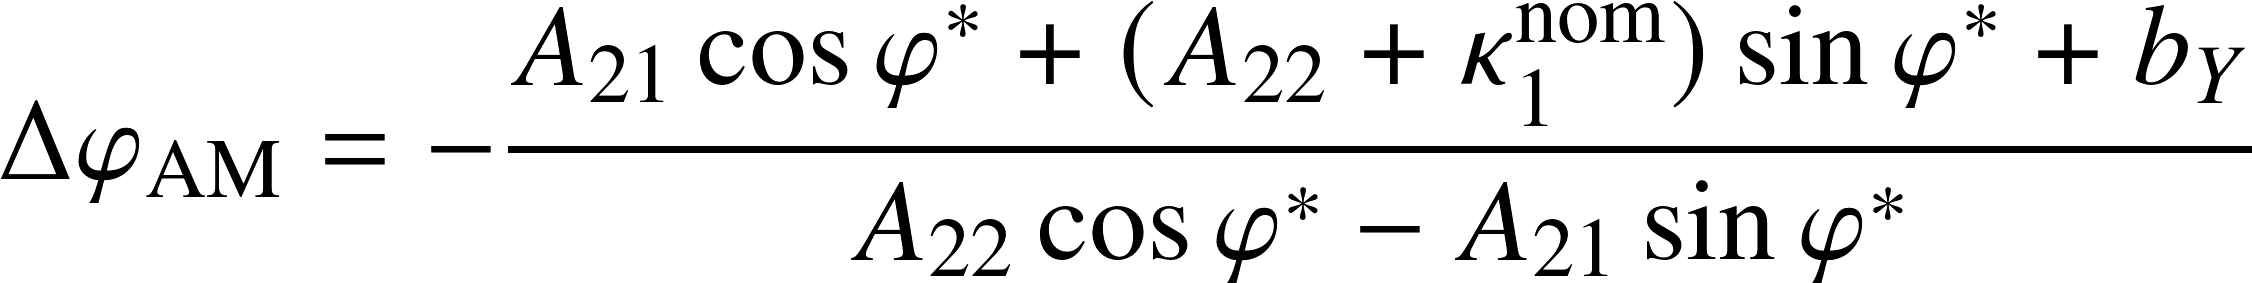 Δφ_AM = −(A_21 cos φ* + (A_22 + κ_1^nom) sin φ* + b_Y) / (A_22 cos φ* − A_21 sin φ*)